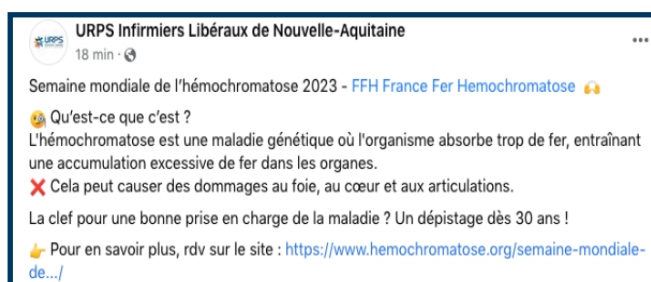 URPS Infirmiers Libéraux de Nouvelle-Aquitaine
18 min ·
Semaine mondiale de l'hémochromatose 2023 - FFH France Fer Hemochromatose 🙌
🧐 Qu'est-ce que c'est ?
L'hémochromatose est une maladie génétique où l'organisme absorbe trop de fer, entraînant
une accumulation excessive de fer dans les organes.
❌ Cela peut causer des dommages au foie, au cœur et aux articulations.
La clef pour une bonne prise en charge de la maladie ? Un dépistage dès 30 ans !
👉 Pour en savoir plus, rdv sur le site : https://www.hemochromatose.org/semaine-mondiale-
de.../